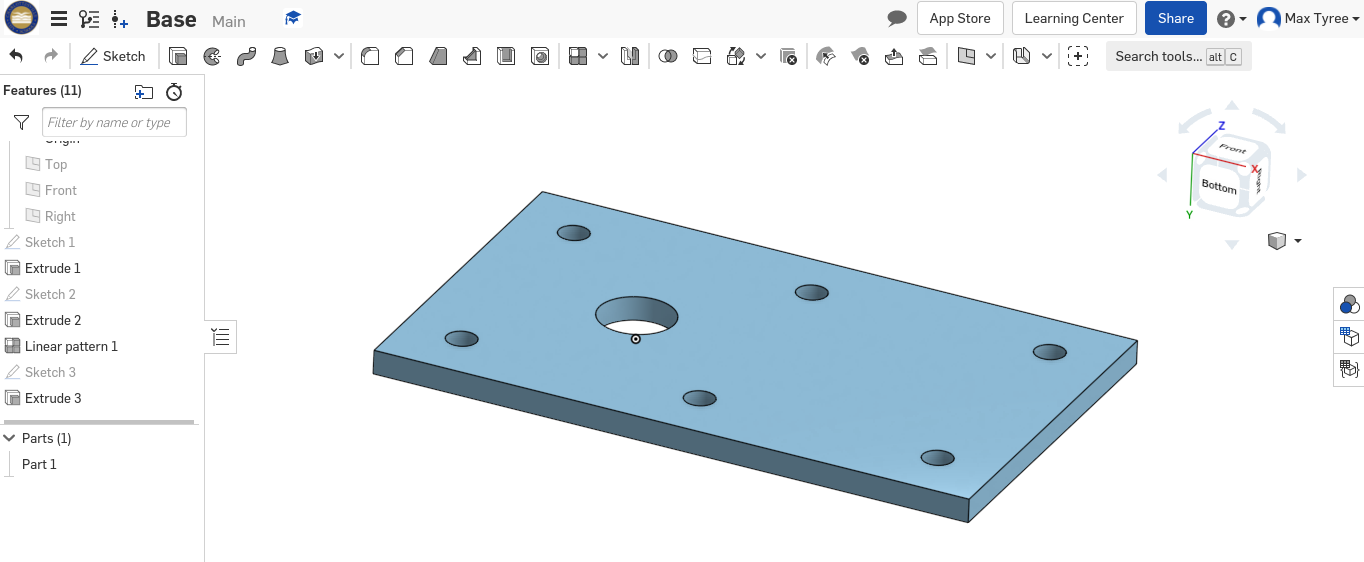 Base Main
App Store
Learning Center
Share
Max Tyree
Sketch
Search tools... alt C
Features (11)
Filter by name or type
Origin
Top
Front
Right
Sketch 1
Extrude 1
Sketch 2
Extrude 2
Linear pattern 1
Sketch 3
Extrude 3
Parts (1)
Part 1
Z
Front
X
Bottom
Right
Y